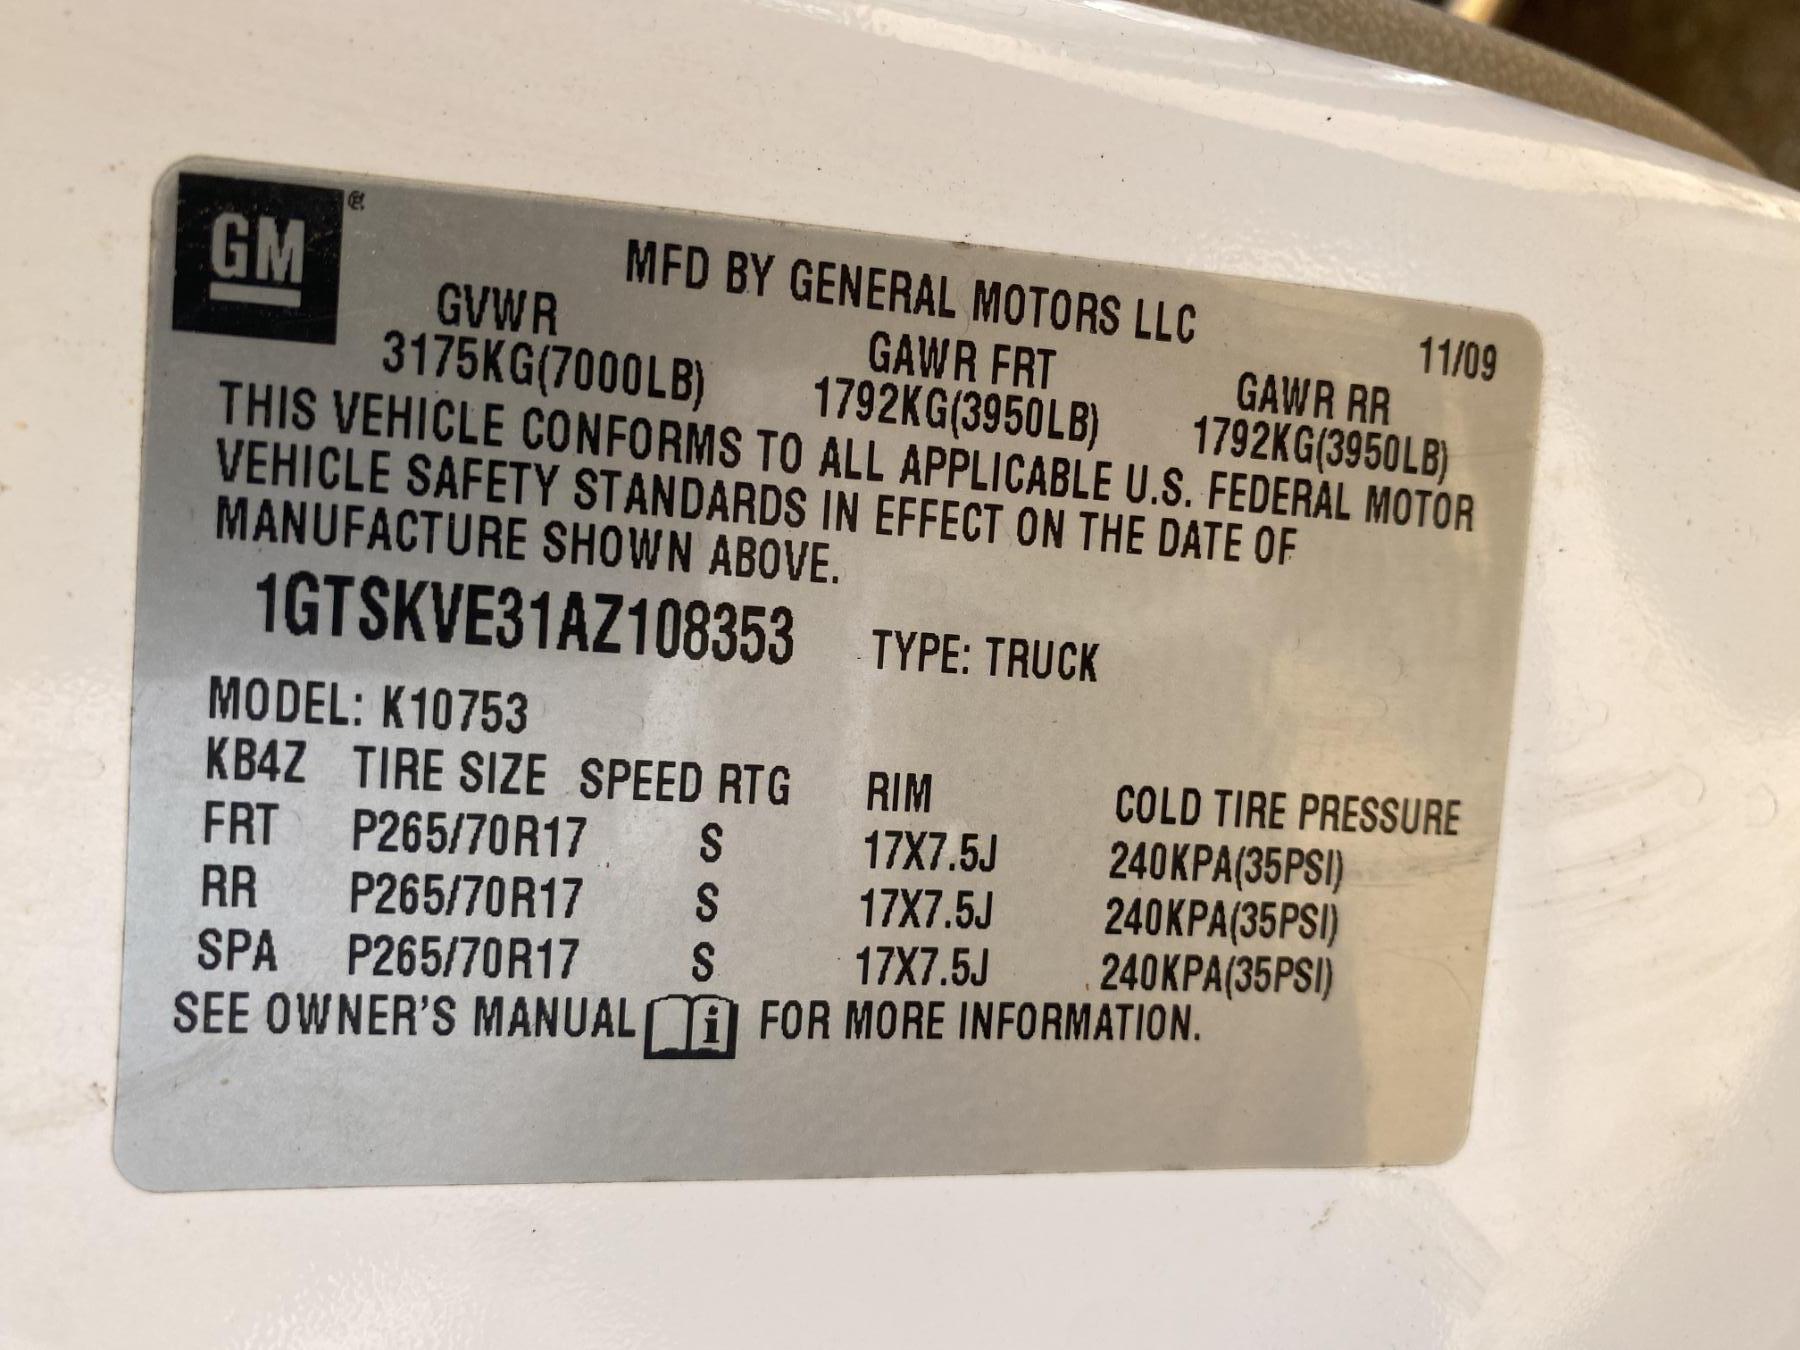 GM
MFD BY GENERAL MOTORS LLC
11/09
GVWR GAWR FRT GAWR RR
3175KG(7000LB) 1792KG(3950LB) 1792KG(3950LB)
THIS VEHICLE CONFORMS TO ALL APPLICABLE U.S. FEDERAL MOTOR
VEHICLE SAFETY STANDARDS IN EFFECT ON THE DATE OF
MANUFACTURE SHOWN ABOVE.
1GTSKVE31AZ108353 TYPE: TRUCK
MODEL: K10753
KB4Z TIRE SIZE SPEED RTG RIM COLD TIRE PRESSURE
FRT P265/70R17 S 17X7.5J 240KPA(35PSI)
RR P265/70R17 S 17X7.5J 240KPA(35PSI)
SPA P265/70R17 S 17X7.5J 240KPA(35PSI)
SEE OWNER'S MANUAL i FOR MORE INFORMATION.